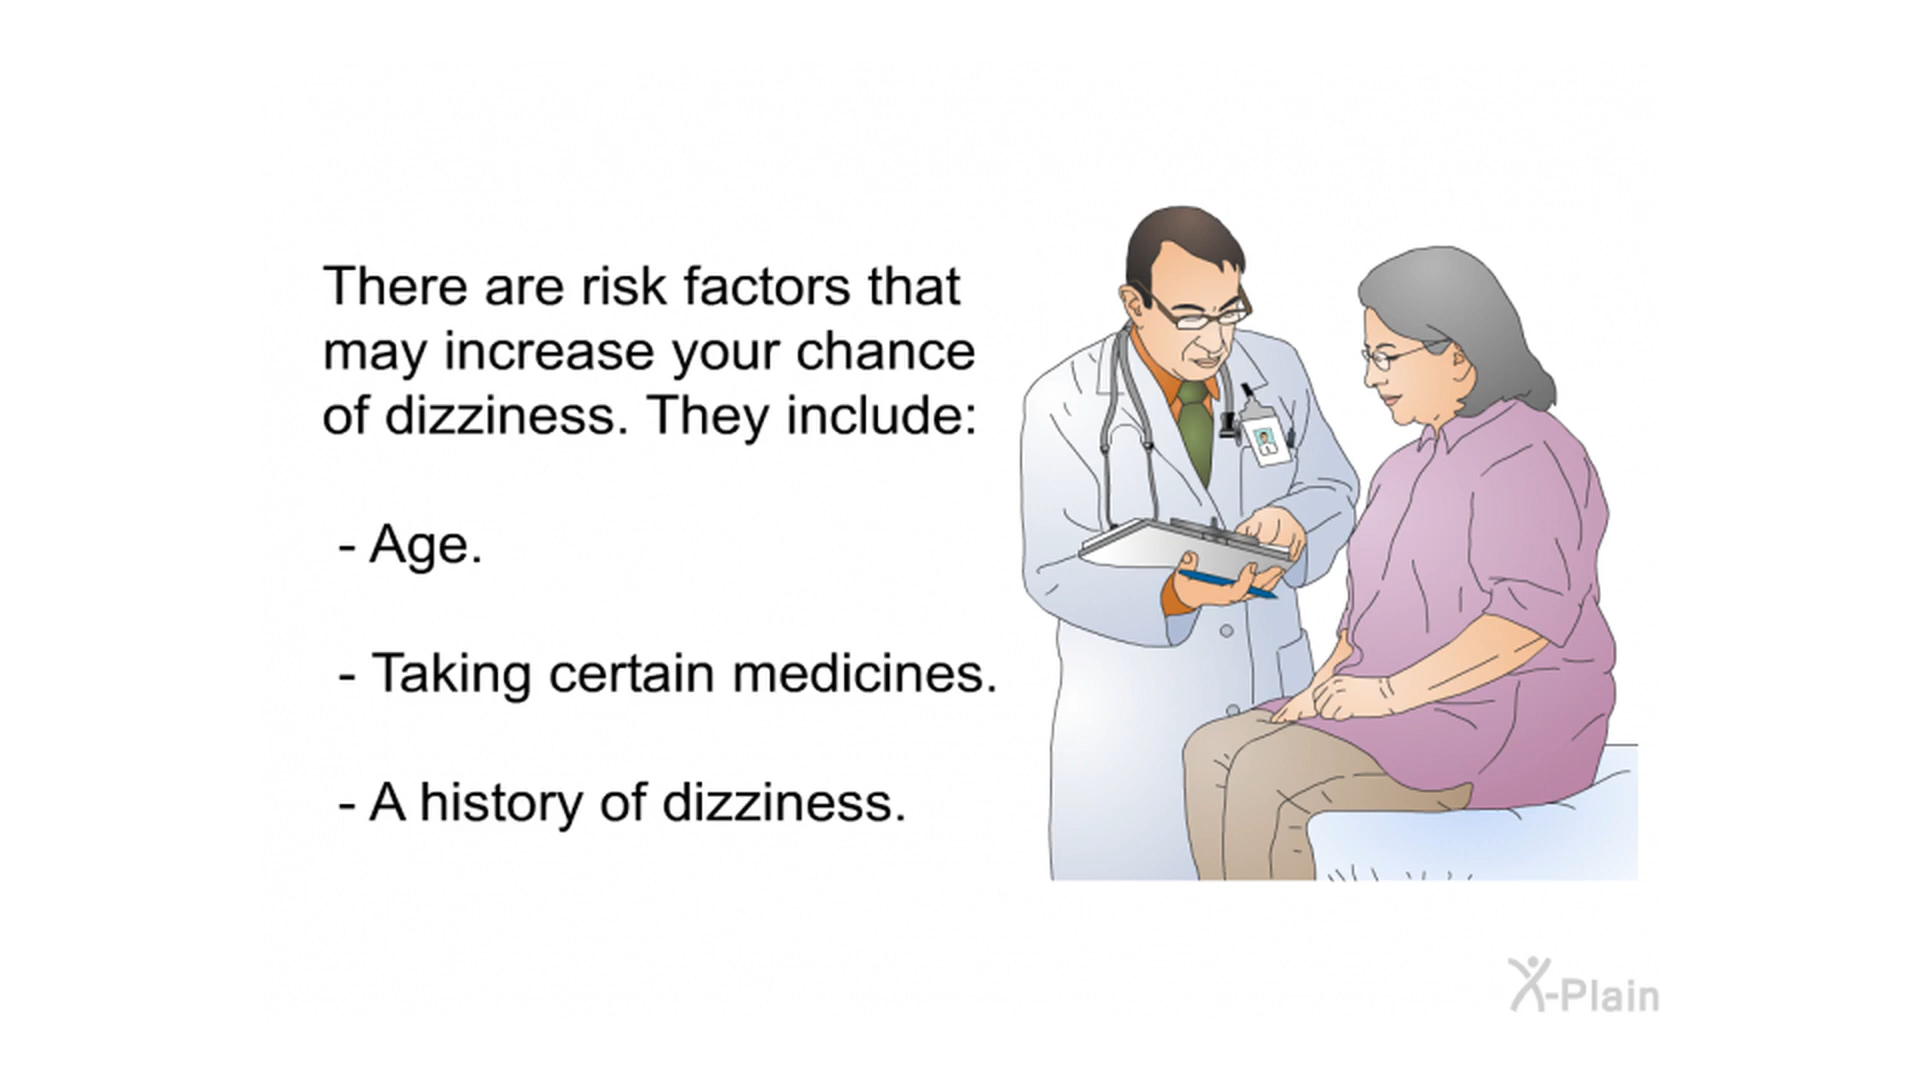 There are risk factors that
may increase your chance
of dizziness. They include:
- Age.
- Taking certain medicines.
- A history of dizziness.
X-Plain